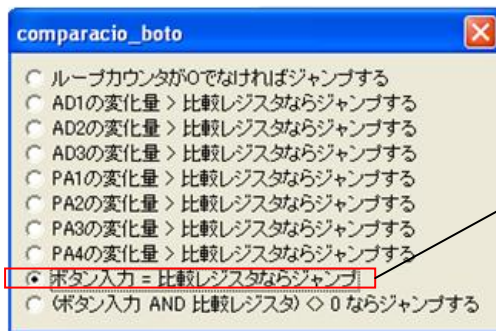 comparacio_boto
ループカウンタが0でなければジャンプする
AD1の変化量 > 比較レジスタならジャンプする
AD2の変化量 > 比較レジスタならジャンプする
AD3の変化量 > 比較レジスタならジャンプする
PA1の変化量 > 比較レジスタならジャンプする
PA2の変化量 > 比較レジスタならジャンプする
PA3の変化量 > 比較レジスタならジャンプする
PA4の変化量 > 比較レジスタならジャンプする
ボタン入力 = 比較レジスタならジャンプ
(ボタン入力 AND 比較レジスタ) <> 0 ならジャンプする